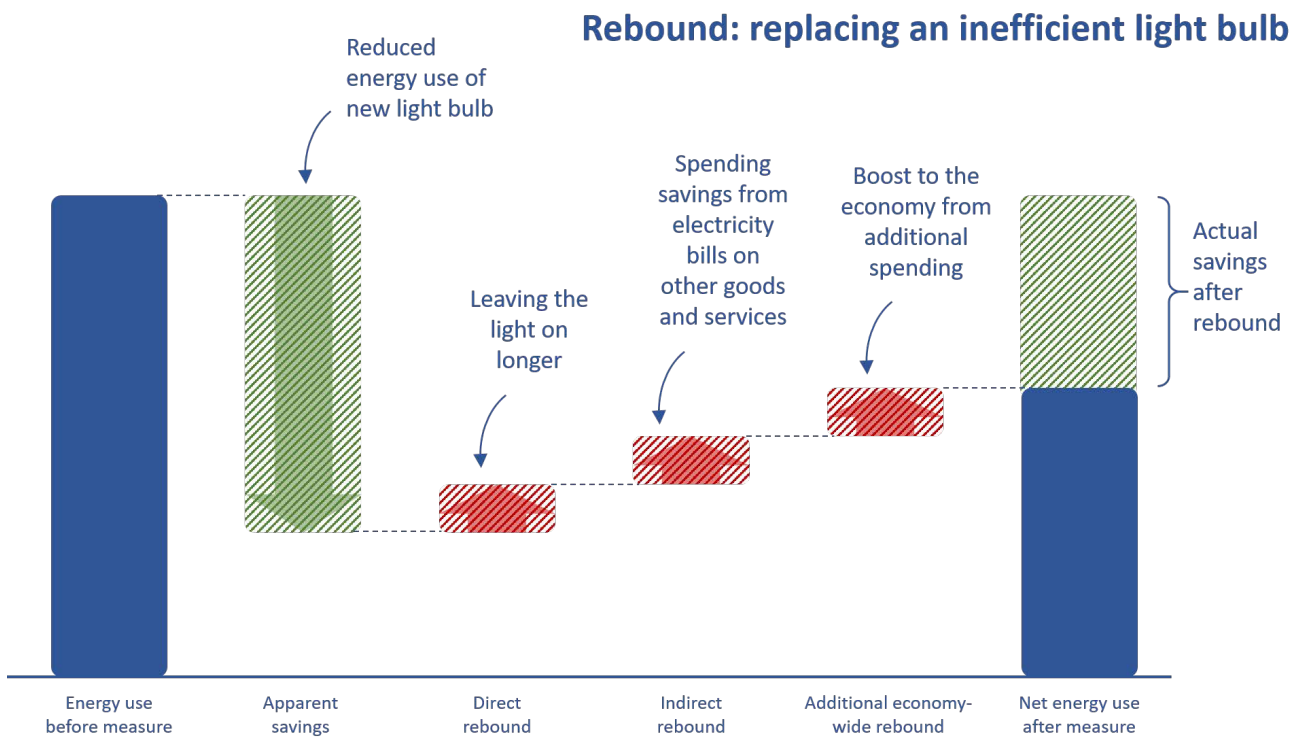 Rebound: replacing an inefficient light bulb
Reduced
energy use of
new light bulb
Leaving the
light on
longer
Spending
savings from
electricity
bills on
other goods
and services
Boost to the
economy from
additional
spending
Actual
savings
after
rebound
Energy use
before measure
Apparent
savings
Direct
rebound
Indirect
rebound
Additional economy-
wide rebound
Net energy use
after measure